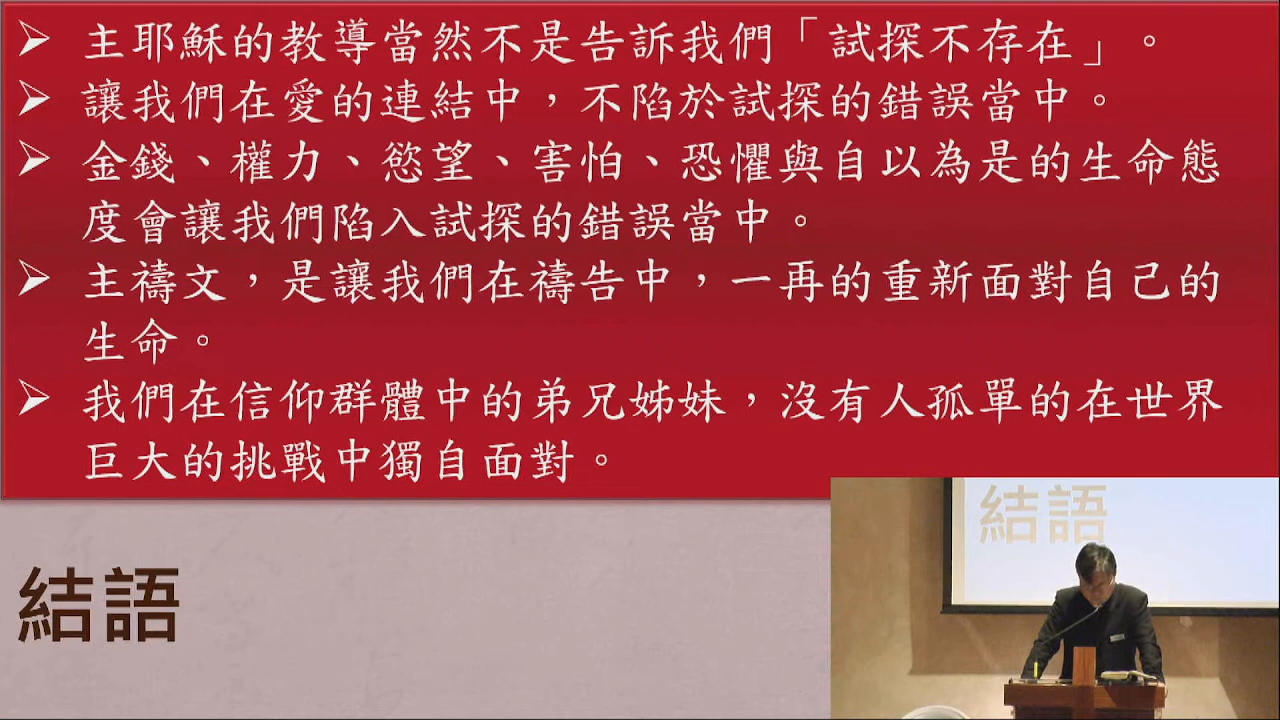 主耶穌的教導當然不是告訴我們「試探不存在」。
讓我們在愛的連結中，不陷於試探的錯誤當中。
金錢、權力、慾望、害怕、恐懼與自以為是的生命態
度會讓我們陷入試探的錯誤當中。
主禱文，是讓我們在禱告中，一再的重新面對自己的
生命。
我們在信仰群體中的弟兄姊妹，沒有人孤單的在世界
巨大的挑戰中獨自面對。
結語
結語